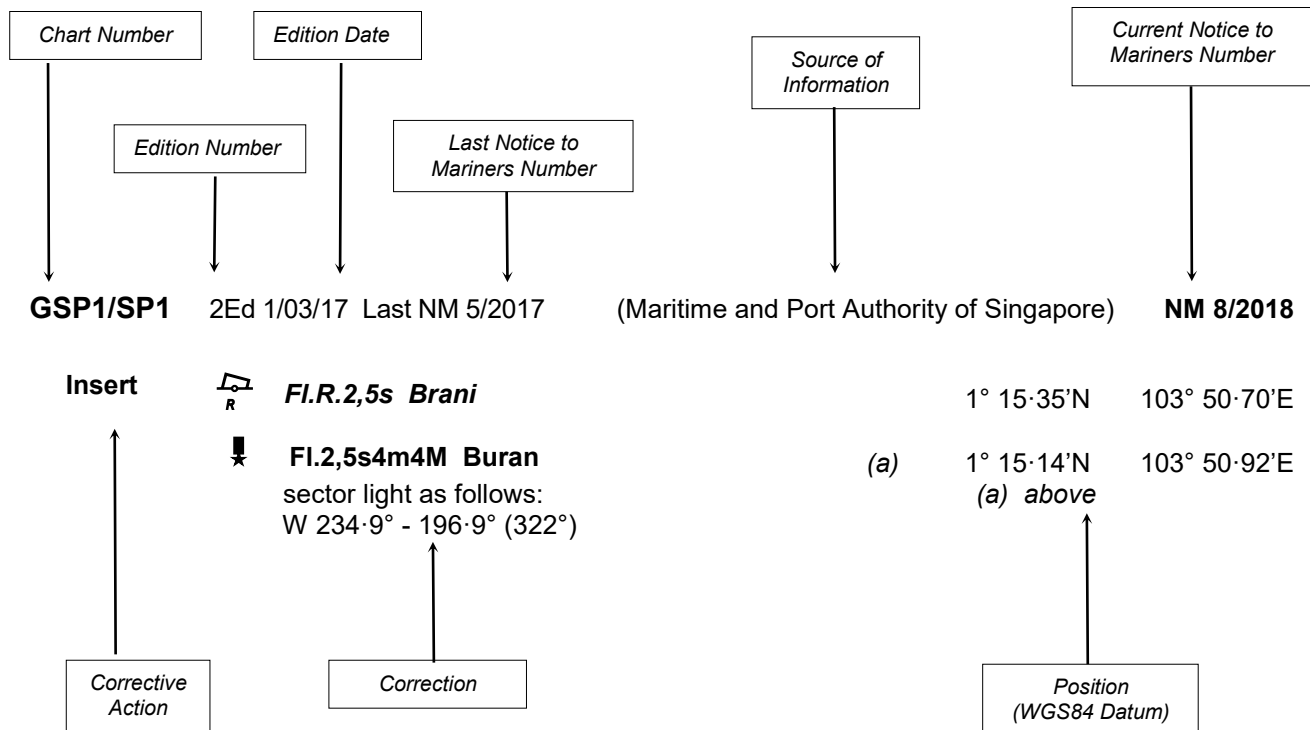 Chart Number
Edition Date
Current Notice to
Mariners Number
Source of
Information
Edition Number
Last Notice to
Mariners Number
GSP1/SP1 2Ed 1/03/17 Last NM 5/2017 (Maritime and Port Authority of Singapore) NM 8/2018
Insert Fl.R.2,5s Brani 1° 15·35’N 103° 50·70’E
R
Fl.2,5s4m4M Buran (a) 1° 15·14’N 103° 50·92’E
sector light as follows: (a) above
W 234·9° - 196·9° (322°)
Corrective
Action
Correction
Position
(WGS84 Datum)